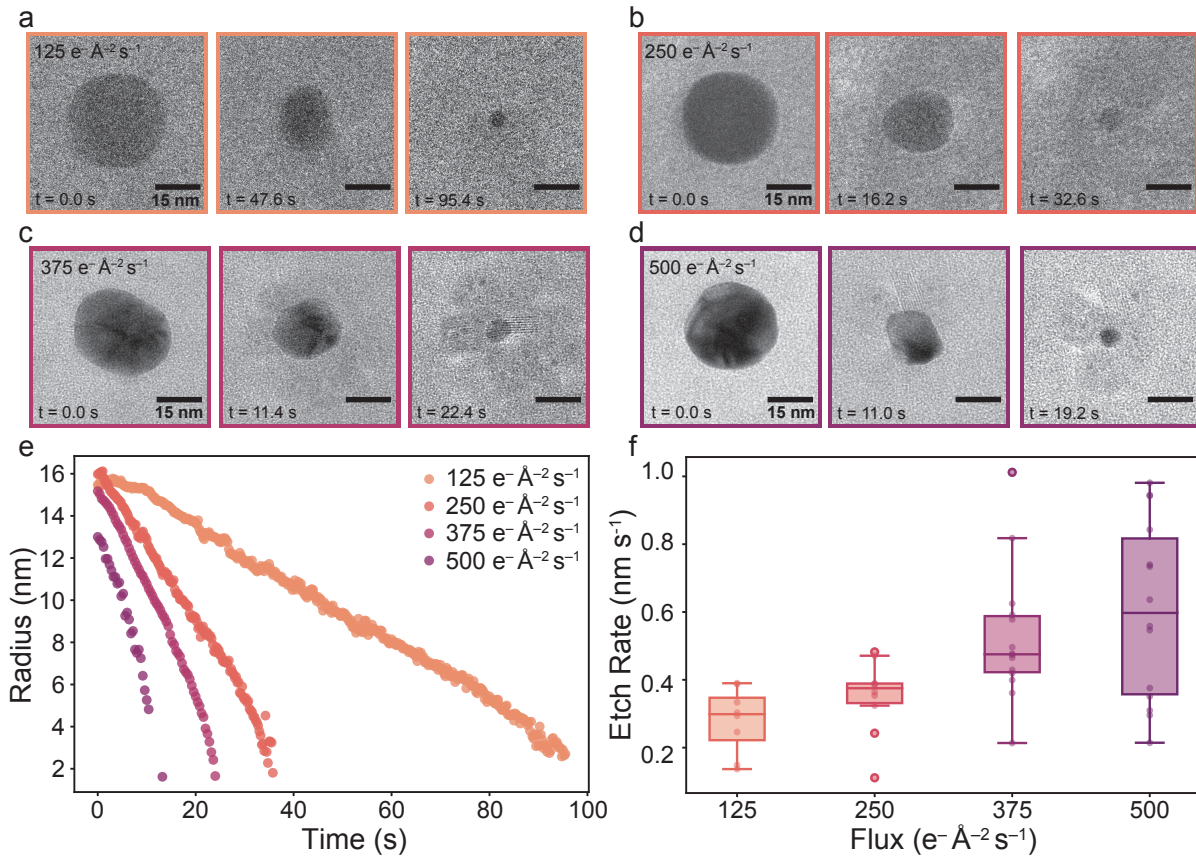 a
125 e⁻ Å⁻² s⁻¹
t = 0.0 s
15 nm
t = 47.6 s
t = 95.4 s
b
250 e⁻ Å⁻² s⁻¹
t = 0.0 s
15 nm
t = 16.2 s
t = 32.6 s
c
375 e⁻ Å⁻² s⁻¹
t = 0.0 s
15 nm
t = 11.4 s
t = 22.4 s
d
500 e⁻ Å⁻² s⁻¹
t = 0.0 s
15 nm
t = 11.0 s
t = 19.2 s
e
Radius (nm)
16
14
12
10
8
6
4
2
125 e⁻ Å⁻² s⁻¹
250 e⁻ Å⁻² s⁻¹
375 e⁻ Å⁻² s⁻¹
500 e⁻ Å⁻² s⁻¹
0 20 40 60 80 100
Time (s)
f
Etch Rate (nm s⁻¹)
1.0
0.8
0.6
0.4
0.2
125 250 375 500
Flux (e⁻ Å⁻² s⁻¹)